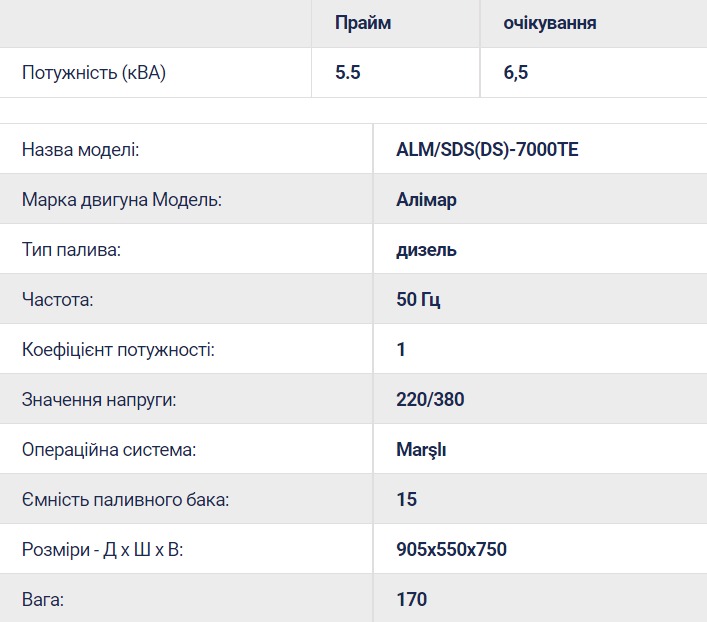 Прайм очікування
Потужність (кВА) 5.5 6,5
Назва моделі: ALM/SDS(DS)-7000TE
Марка двигуна Модель: Алімар
Тип палива: дизель
Частота: 50 Гц
Коефіцієнт потужності: 1
Значення напруги: 220/380
Операційна система: Marşlı
Ємність паливного бака: 15
Розміри - Д x Ш x В: 905x550x750
Вага: 170